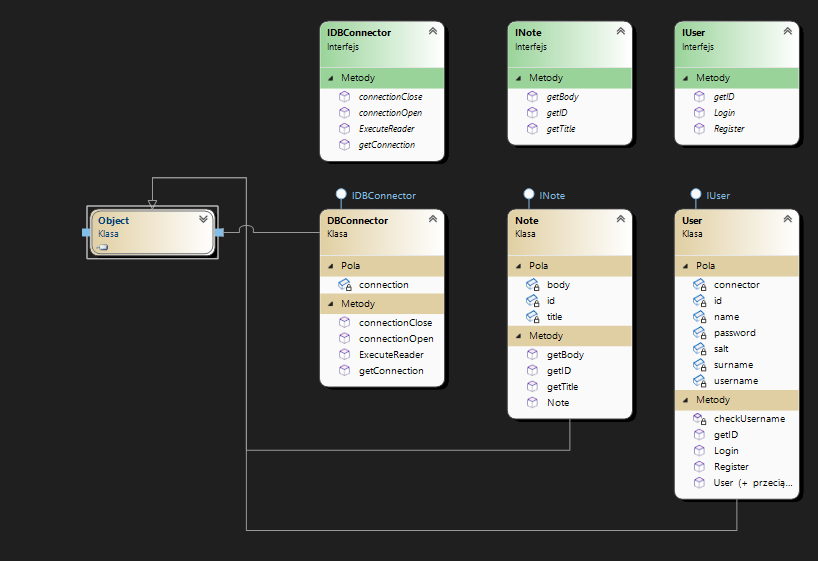 IDBConnector
Interfejs
Metody
connectionClose
connectionOpen
ExecuteReader
getConnection
INote
Interfejs
Metody
getBody
getID
getTitle
IUser
Interfejs
Metody
getID
Login
Register
Object
Klasa
IDBConnector
DBConnector
Klasa
Pola
connection
Metody
connectionClose
connectionOpen
ExecuteReader
getConnection
INote
Note
Klasa
Pola
body
id
title
Metody
getBody
getID
getTitle
Note
IUser
User
Klasa
Pola
connector
id
name
password
salt
surname
username
Metody
checkUsername
getID
Login
Register
User (+ przecią...